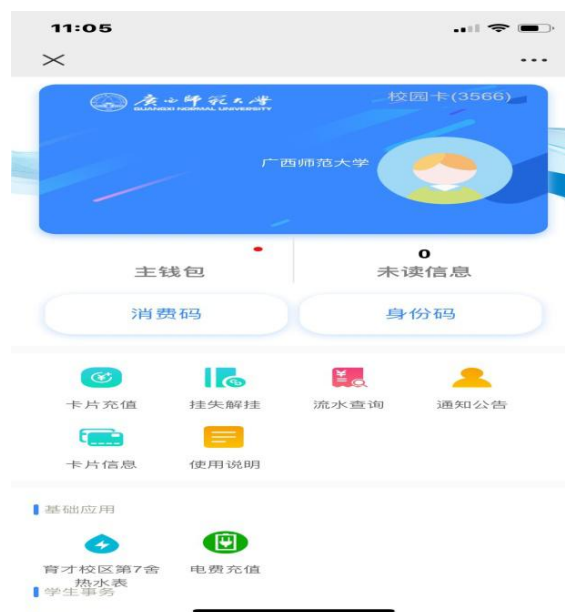 11:05
广西师范大学
GUANGXI NORMAL UNIVERSITY
校园卡(3566)
广西师范大学
主钱包
0
未读信息
消费码
身份码
卡片充值
挂失解挂
流水查询
通知公告
卡片信息
使用说明
基础应用
育才校区第7舍
热水表
电费充值
学生事务